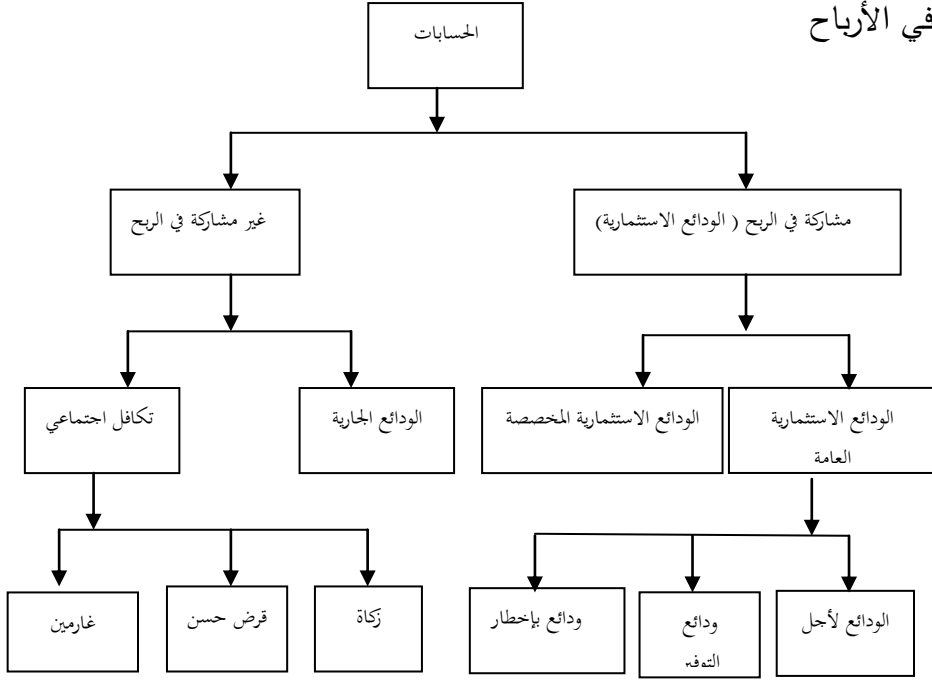 في الأرباح
الحسابات
مشاركة في الربح ( الودائع الاستثمارية)
غير مشاركة في الربح
الودائع الاستثمارية
العامة
الودائع الاستثمارية المخصصة
الودائع الجارية
تكافل اجتماعي
الودائع لأجل
ودائع
ودائع بإخطار
زكاة
قرض حسن
غارمين